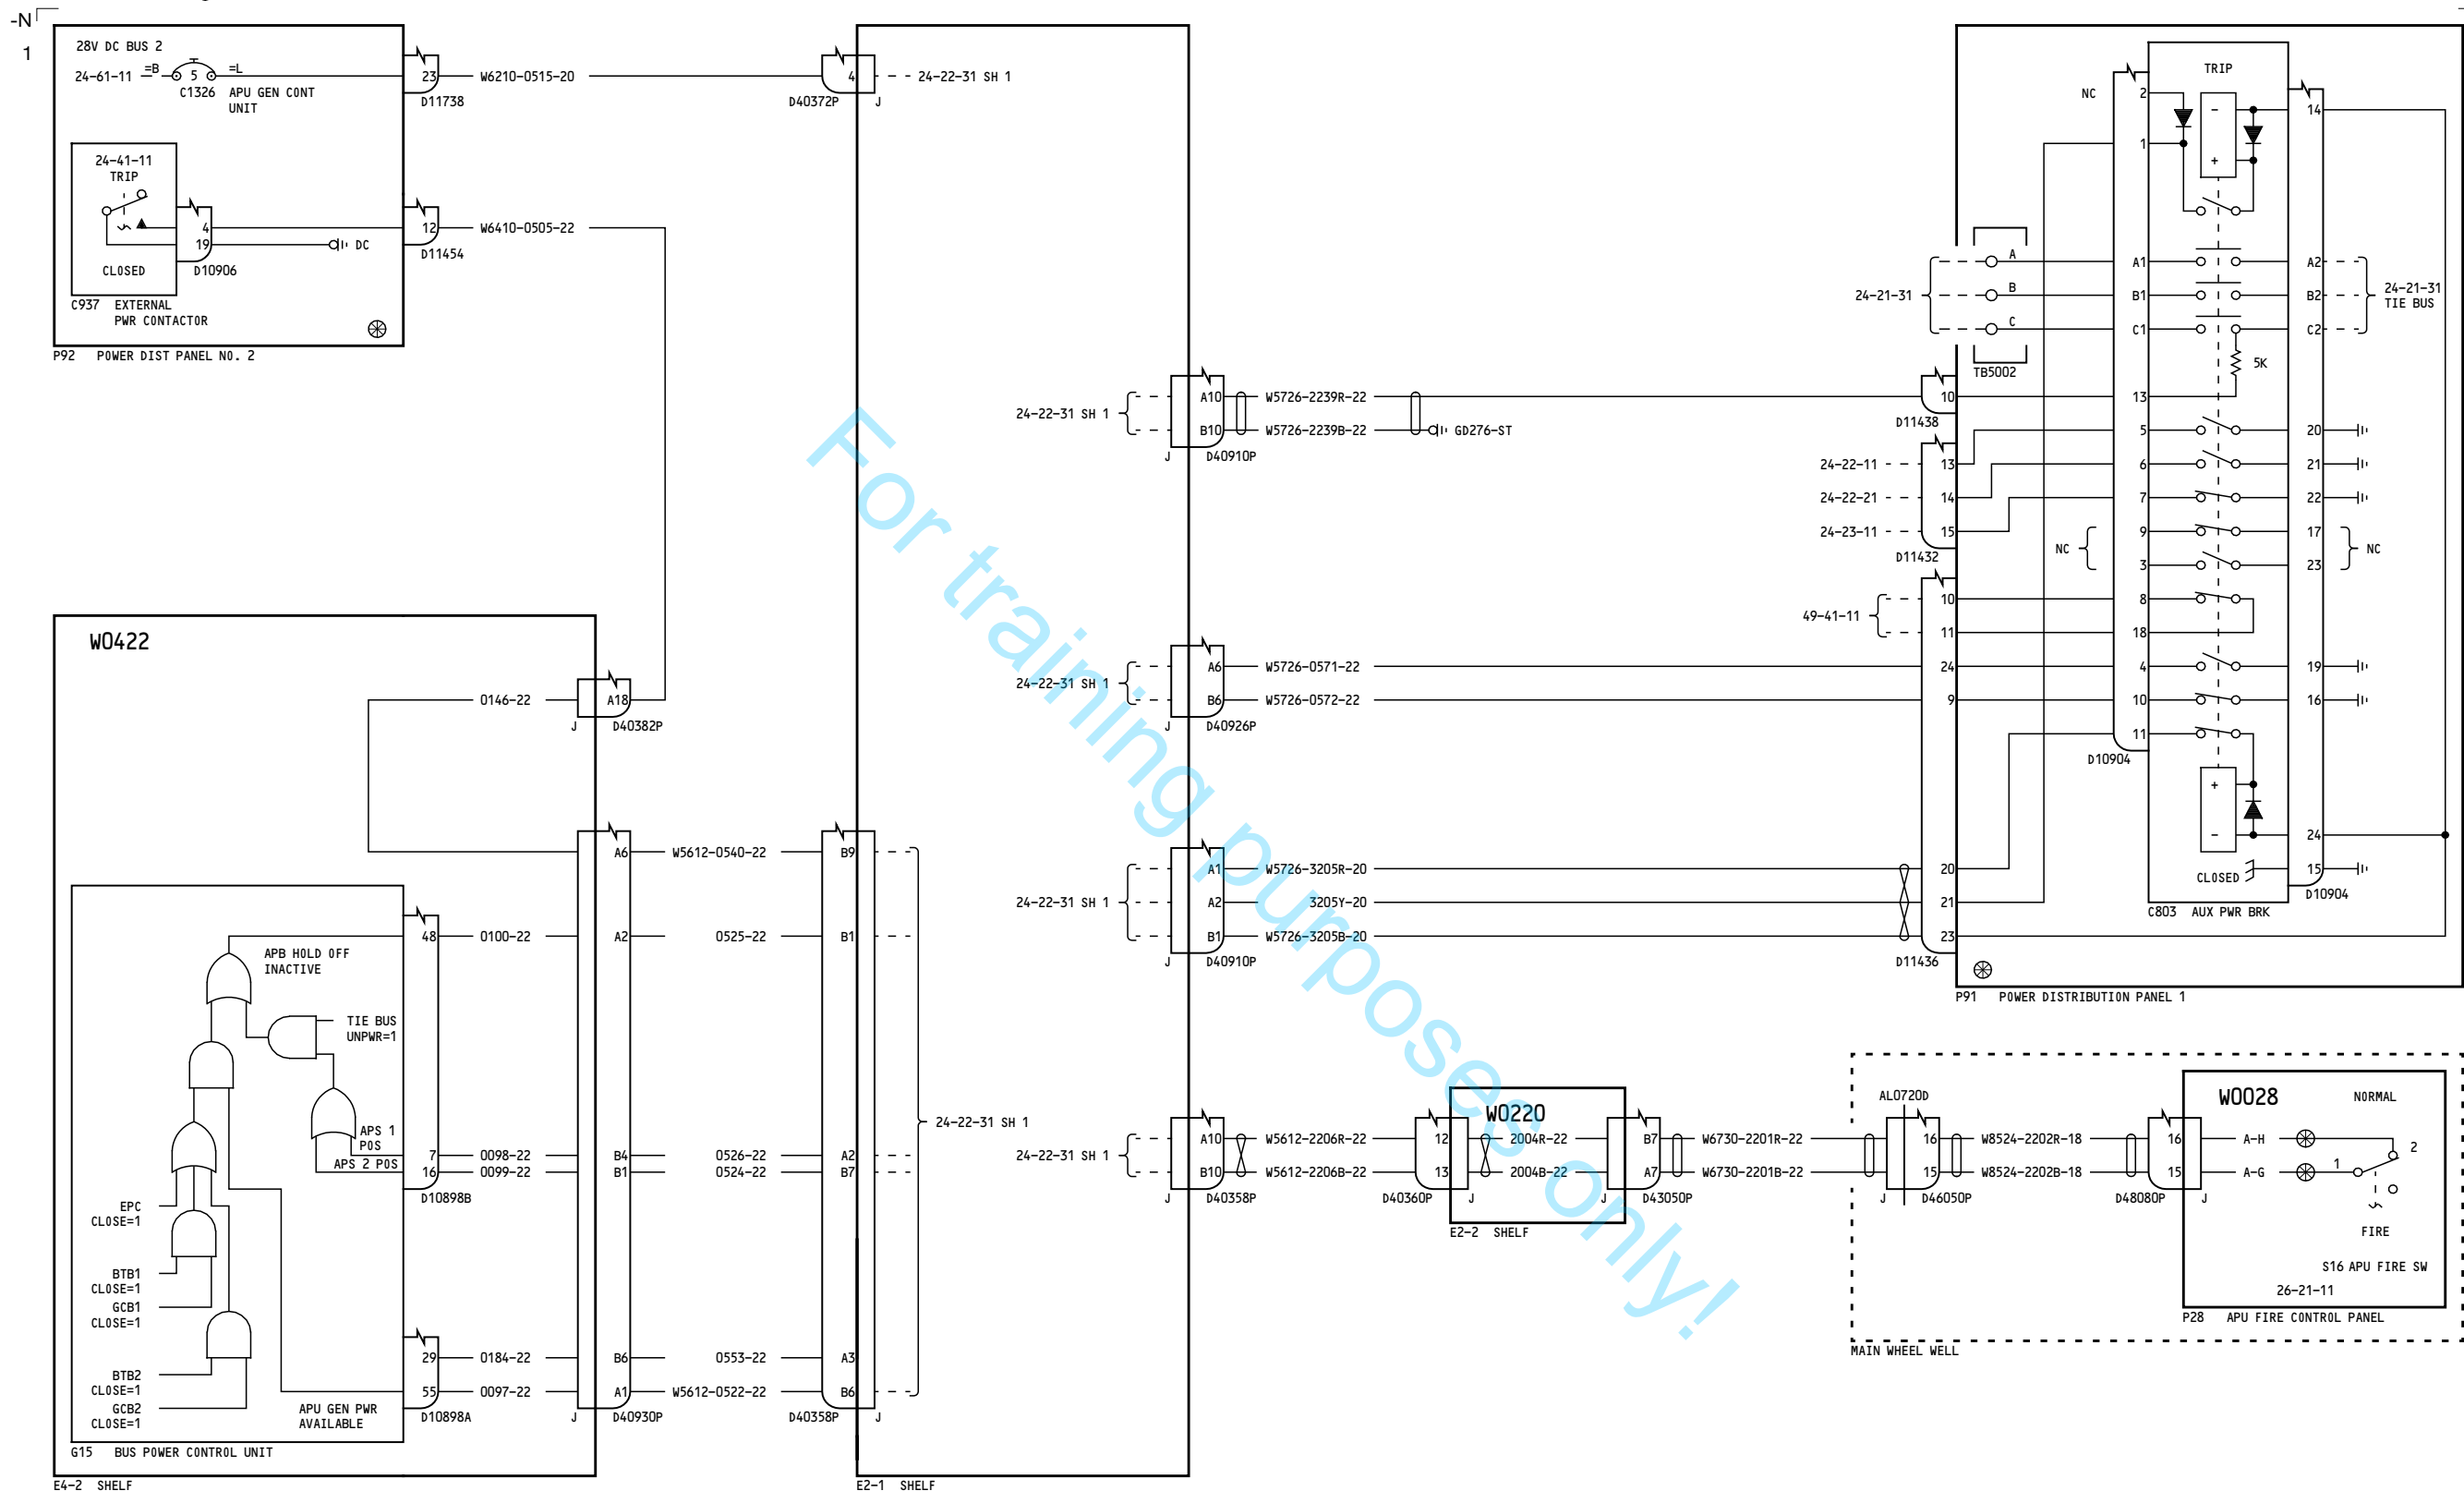 -N
1
28V DC BUS 2
24-61-11
=B
5
=L
C1326
APU GEN CONT
UNIT
23
D11738
W6210-0515-20
4
D40372P
J
24-22-31 SH 1
24-41-11
TRIP
CLOSED
4
19
D10906
DC
12
D11454
W6410-0505-22
C937 EXTERNAL
PWR CONTACTOR
P92 POWER DIST PANEL NO. 2
W0422
0146-22
A18
J
D40382P
A6
W5612-0540-22
B9
48
0100-22
A2
0525-22
B1
APB HOLD OFF
INACTIVE
TIE BUS
UNPWR=1
APS 1
POS
APS 2 POS
7
0098-22
B4
0526-22
A2
16
0099-22
B1
0524-22
B7
D10898B
24-22-31 SH 1
EPC
CLOSE=1
BTB1
CLOSE=1
GCB1
CLOSE=1
BTB2
CLOSE=1
GCB2
CLOSE=1
29
0184-22
B6
0553-22
A3
55
0097-22
A1
W5612-0522-22
B6
APU GEN PWR
AVAILABLE
D10898A
J
D40930P
D40358P
J
G15 BUS POWER CONTROL UNIT
E4-2 SHELF
E2-1 SHELF
24-22-31 SH 1
A10
W5726-2239R-22
B10
W5726-2239B-22
GD276-ST
J
D40910P
24-22-31 SH 1
A6
W5726-0571-22
B6
W5726-0572-22
J
D40926P
24-22-31 SH 1
A1
W5726-3205R-20
A2
3205Y-20
B1
W5726-3205B-20
J
D40910P
24-22-31 SH 1
A10
W5612-2206R-22
B10
W5612-2206B-22
J
D40358P
W0220
12
2004R-22
B7
13
2004B-22
A7
D40360P
J
J
D43050P
E2-2 SHELF
W6730-2201R-22
W6730-2201B-22
AL0720D
16
15
J
D46050P
W8524-2202R-18
W8524-2202B-18
16
15
D48080P
J
W0028
NORMAL
A-H
A-G
1
2
FIRE
S16 APU FIRE SW
26-21-11
P28 APU FIRE CONTROL PANEL
MAIN WHEEL WELL
TRIP
NC
2
-
14
1
+
24-21-31
A
B
C
TB5002
A1
A2
B1
B2
C1
C2
24-21-31
TIE BUS
5K
10
D11438
13
24-22-11
13
24-22-21
14
24-23-11
15
D11432
5
20
6
21
7
22
NC
9
17
3
23
NC
49-41-11
10
11
8
18
24
4
19
9
10
16
11
D10904
+
-
24
CLOSED
15
D10904
C803 AUX PWR BRK
20
21
23
D11436
P91 POWER DISTRIBUTION PANEL 1
For training purposes only!